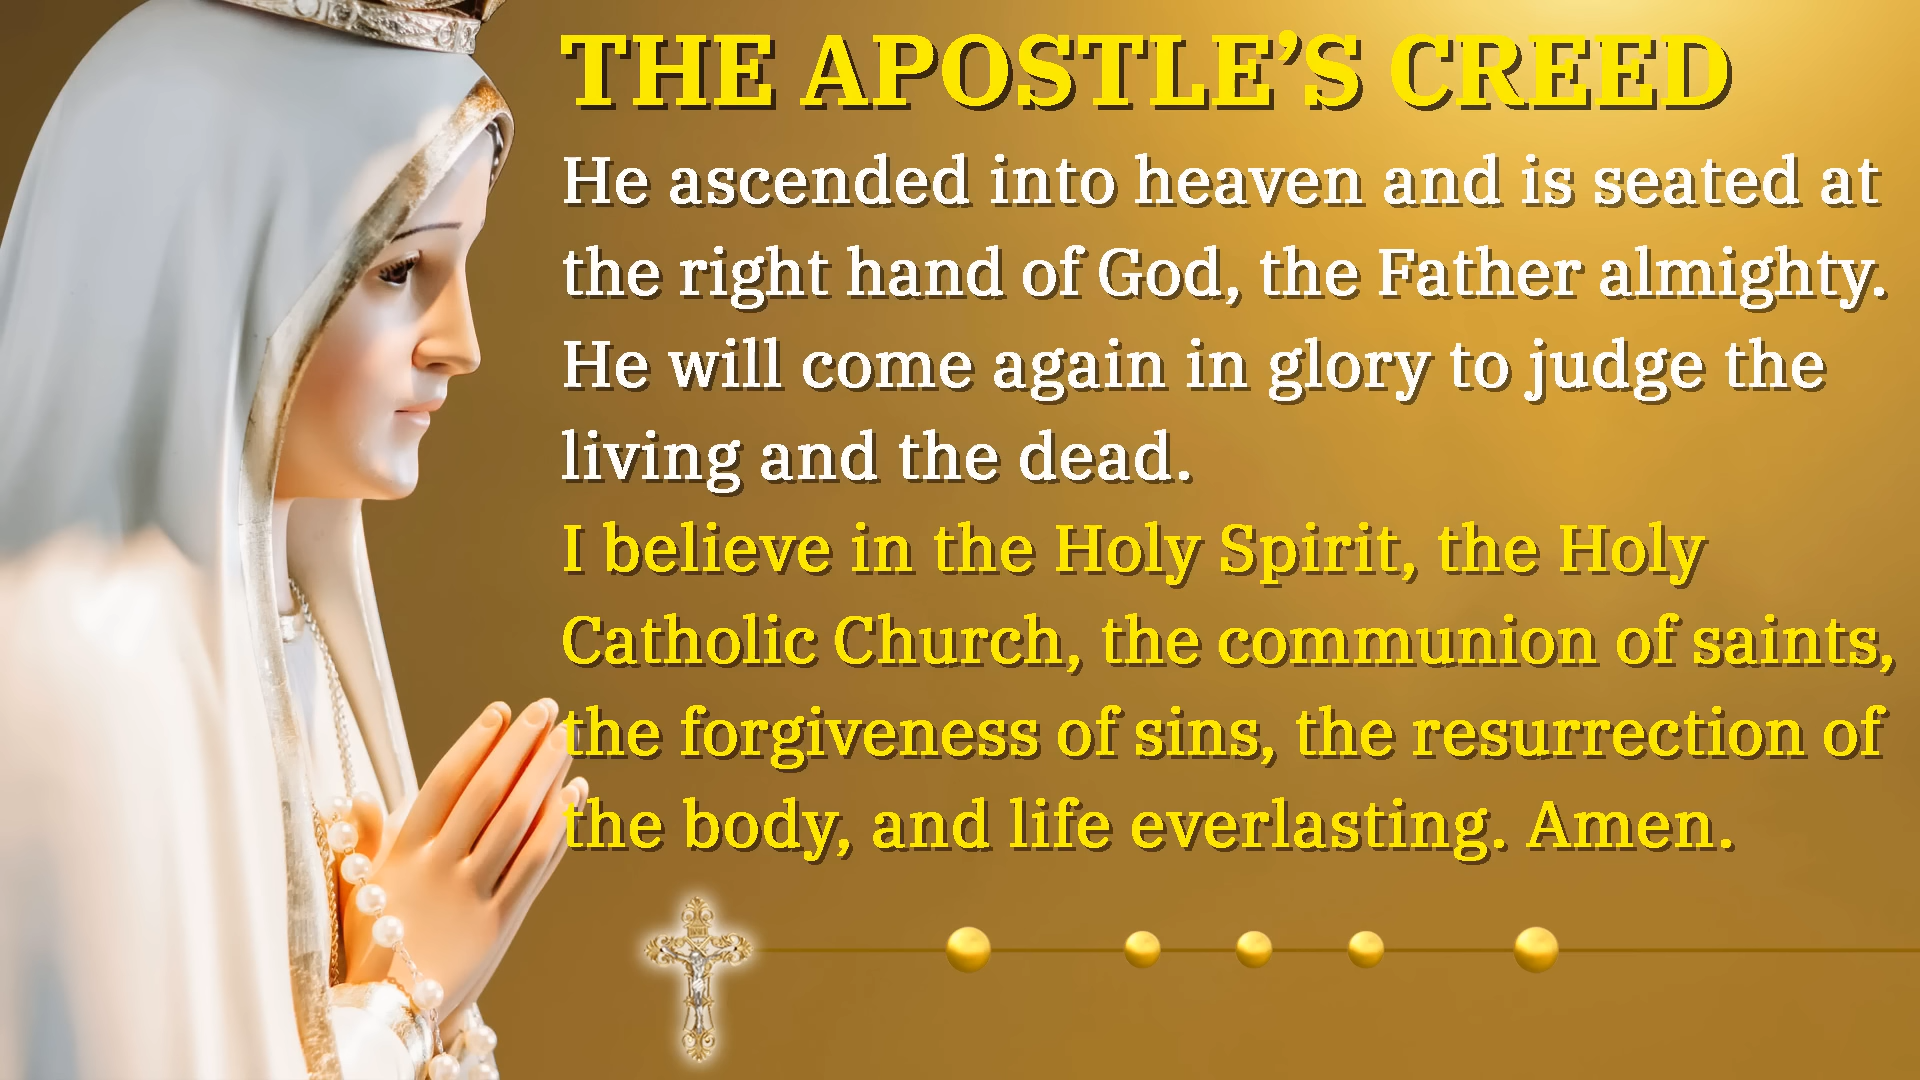 THE APOSTLE’S CREED
He ascended into heaven and is seated at
the right hand of God, the Father almighty.
He will come again in glory to judge the
living and the dead.
I believe in the Holy Spirit, the Holy
Catholic Church, the communion of saints,
the forgiveness of sins, the resurrection of
the body, and life everlasting. Amen.